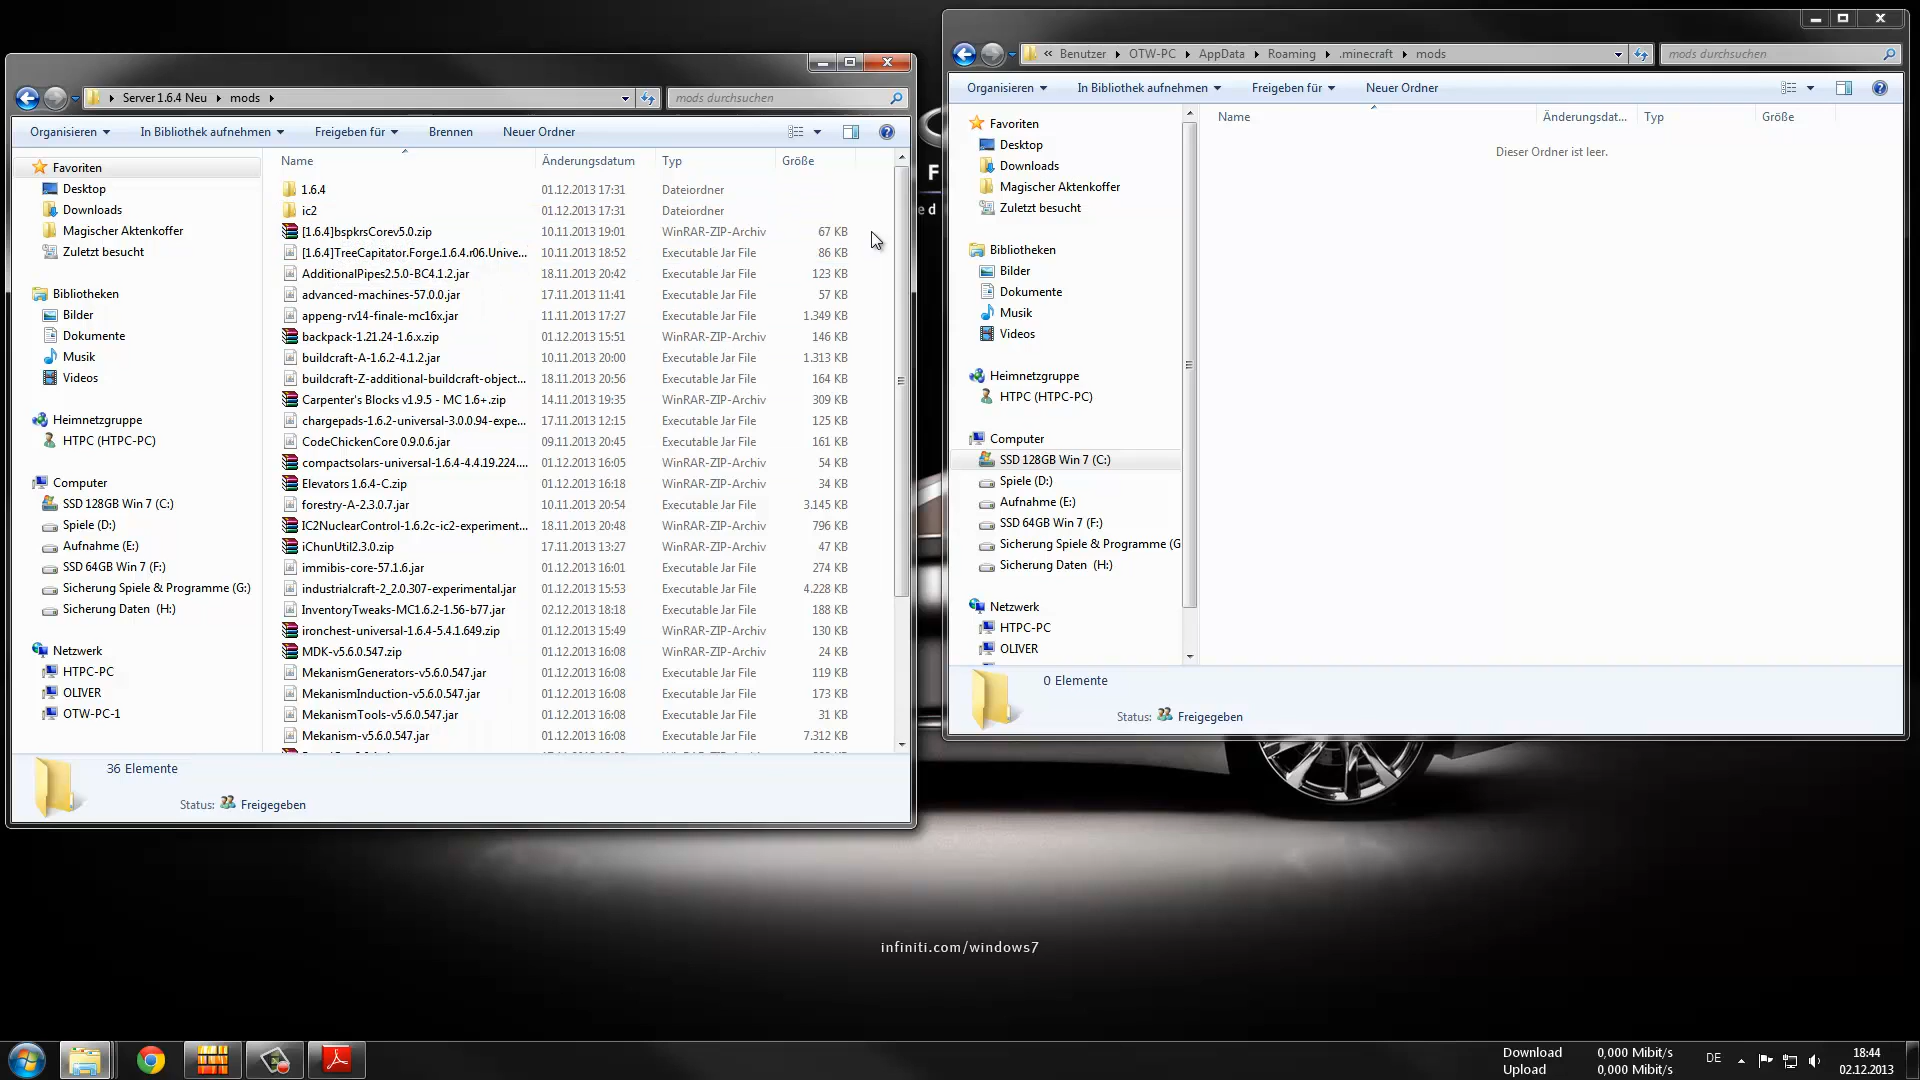 Server 1.6.4 Neu
mods
mods durchsuchen
Organisieren
In Bibliothek aufnehmen
Freigeben für
Brennen
Neuer Ordner
Favoriten
Desktop
Downloads
Magischer Aktenkoffer
Zuletzt besucht
Bibliotheken
Bilder
Dokumente
Musik
Videos
Heimnetzgruppe
HTPC (HTPC-PC)
Computer
SSD 128GB Win 7 (C:)
Spiele (D:)
Aufnahme (E:)
SSD 64GB Win 7 (F:)
Sicherung Spiele & Programme (G:)
Sicherung Daten (H:)
Netzwerk
HTPC-PC
OLIVER
OTW-PC-1
Name Änderungsdatum Typ Größe
1.6.4 01.12.2013 17:31 Dateiordner
ic2 01.12.2013 17:31 Dateiordner
[1.6.4]bspkrsCorev5.0.zip 10.11.2013 19:01 WinRAR-ZIP-Archiv 67 KB
[1.6.4]TreeCapitator.Forge.1.6.4.r06.Unive... 10.11.2013 18:52 Executable Jar File 86 KB
AdditionalPipes2.5.0-BC4.1.2.jar 18.11.2013 20:42 Executable Jar File 123 KB
advanced-machines-57.0.0.jar 17.11.2013 11:41 Executable Jar File 57 KB
appeng-rv14-finale-mc16x.jar 11.11.2013 17:27 Executable Jar File 1.349 KB
backpack-1.21.24-1.6.x.zip 01.12.2013 15:51 WinRAR-ZIP-Archiv 146 KB
buildcraft-A-1.6.2-4.1.2.jar 10.11.2013 20:00 Executable Jar File 1.313 KB
buildcraft-Z-additional-buildcraft-object... 18.11.2013 20:56 Executable Jar File 164 KB
Carpenter's Blocks v1.9.5 - MC 1.6+.zip 14.11.2013 19:35 WinRAR-ZIP-Archiv 309 KB
chargepads-1.6.2-universal-3.0.0.94-expe... 17.11.2013 12:15 Executable Jar File 125 KB
CodeChickenCore 0.9.0.6.jar 09.11.2013 20:45 Executable Jar File 161 KB
compactsolars-universal-1.6.4-4.4.19.224.... 01.12.2013 16:05 WinRAR-ZIP-Archiv 54 KB
Elevators 1.6.4-C.zip 01.12.2013 16:18 WinRAR-ZIP-Archiv 34 KB
forestry-A-2.3.0.7.jar 10.11.2013 20:54 Executable Jar File 3.145 KB
IC2NuclearControl-1.6.2c-ic2-experiment... 18.11.2013 20:48 WinRAR-ZIP-Archiv 796 KB
iChunUtil2.3.0.zip 17.11.2013 13:27 WinRAR-ZIP-Archiv 47 KB
immibis-core-57.1.6.jar 01.12.2013 16:01 Executable Jar File 274 KB
industrialcraft-2_2.0.307-experimental.jar 01.12.2013 15:53 Executable Jar File 4.228 KB
InventoryTweaks-MC1.6.2-1.56-b77.jar 02.12.2013 18:18 Executable Jar File 188 KB
ironchest-universal-1.6.4-5.4.1.649.zip 01.12.2013 15:49 WinRAR-ZIP-Archiv 130 KB
MDK-v5.6.0.547.zip 01.12.2013 16:08 WinRAR-ZIP-Archiv 24 KB
MekanismGenerators-v5.6.0.547.jar 01.12.2013 16:08 Executable Jar File 119 KB
MekanismInduction-v5.6.0.547.jar 01.12.2013 16:08 Executable Jar File 173 KB
MekanismTools-v5.6.0.547.jar 01.12.2013 16:08 Executable Jar File 31 KB
Mekanism-v5.6.0.547.jar 01.12.2013 16:08 Executable Jar File 7.312 KB
36 Elemente
Status: Freigegeben
F
ed
« Benutzer OTW-PC AppData Roaming .minecraft mods
mods durchsuchen
Organisieren
In Bibliothek aufnehmen
Freigeben für
Neuer Ordner
Favoriten
Desktop
Downloads
Magischer Aktenkoffer
Zuletzt besucht
Bibliotheken
Bilder
Dokumente
Musik
Videos
Heimnetzgruppe
HTPC (HTPC-PC)
Computer
SSD 128GB Win 7 (C:)
Spiele (D:)
Aufnahme (E:)
SSD 64GB Win 7 (F:)
Sicherung Spiele & Programme (G
Sicherung Daten (H:)
Netzwerk
HTPC-PC
OLIVER
Name Änderungsdat... Typ Größe
Dieser Ordner ist leer.
0 Elemente
Status: Freigegeben
infiniti.com/windows7
Download 0,000 Mibit/s
Upload 0,000 Mibit/s
DE
18:44
02.12.2013